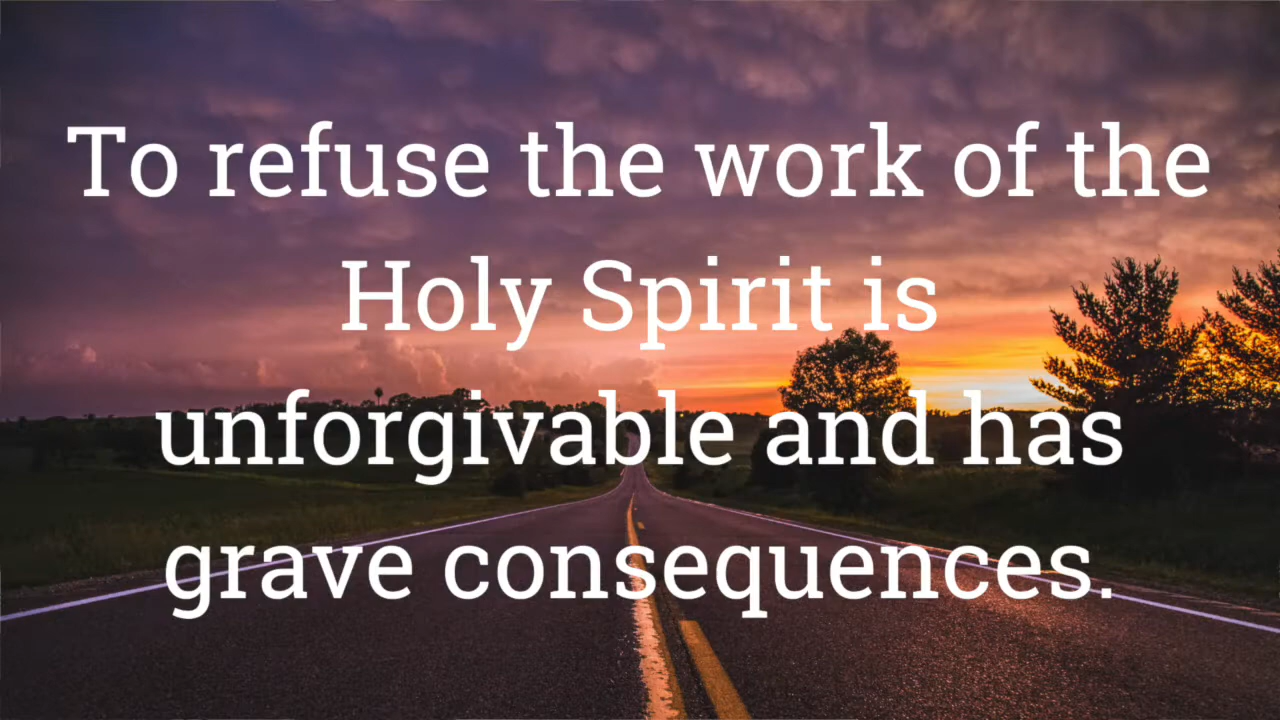 To refuse the work of the
Holy Spirit is
unforgivable and has
grave consequences.